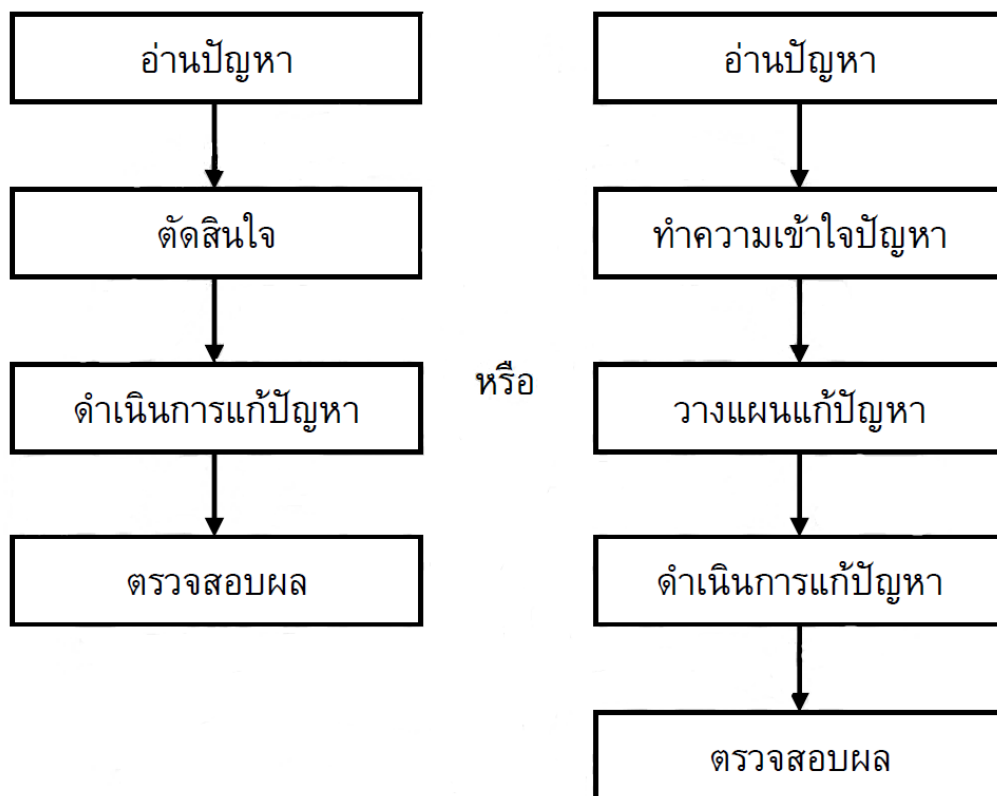 อ่านปัญหา
ตัดสินใจ
ดำเนินการแก้ปัญหา
ตรวจสอบผล
หรือ
อ่านปัญหา
ทำความเข้าใจปัญหา
วางแผนแก้ปัญหา
ดำเนินการแก้ปัญหา
ตรวจสอบผล